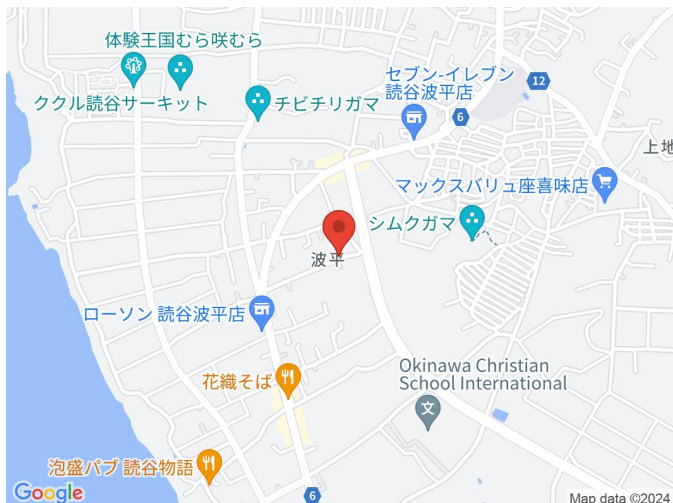 体験王国むら咲むら
ククル読谷サーキット
チビチリガマ
セブン-イレブン
読谷波平店
12
6
上地
マックスバリュ座喜味店
シムクガマ
波平
ローソン 読谷波平店
Okinawa Christian
School International
花織そば
文
泡盛パブ 読谷物語
6
Google
Map data ©2024